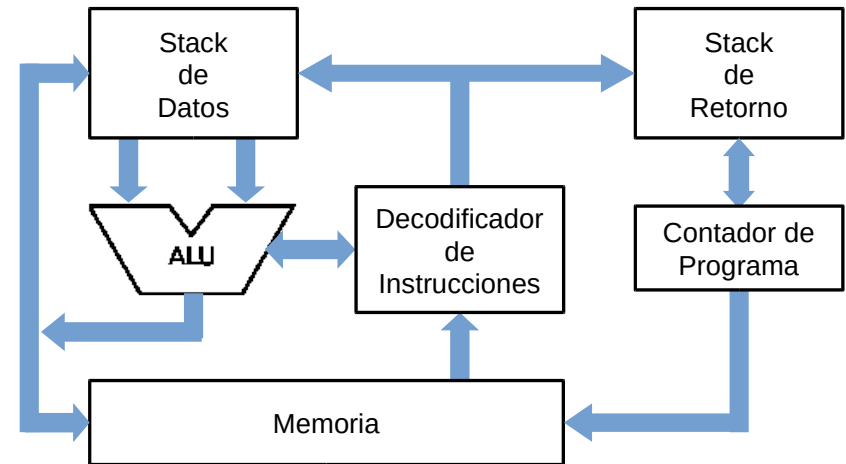 Stack
de
Datos
Stack
de
Retorno
ALU
Decodificador
de
Instrucciones
Contador de
Programa
Memoria